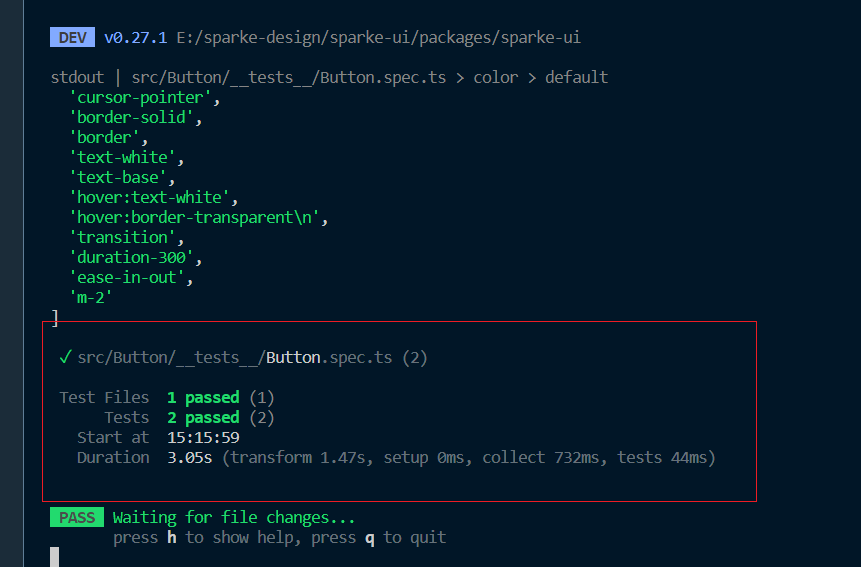 DEV v0.27.1 E:/sparke-design/sparke-ui/packages/sparke-ui
stdout | src/Button/__tests__/Button.spec.ts > color > default
'cursor-pointer',
'border-solid',
'border',
'text-white',
'text-base',
'hover:text-white',
'hover:border-transparent\n',
'transition',
'duration-300',
'ease-in-out',
'm-2'
]
✓ src/Button/__tests__/Button.spec.ts (2)
Test Files 1 passed (1)
Tests 2 passed (2)
Start at 15:15:59
Duration 3.05s (transform 1.47s, setup 0ms, collect 732ms, tests 44ms)
PASS Waiting for file changes...
press h to show help, press q to quit